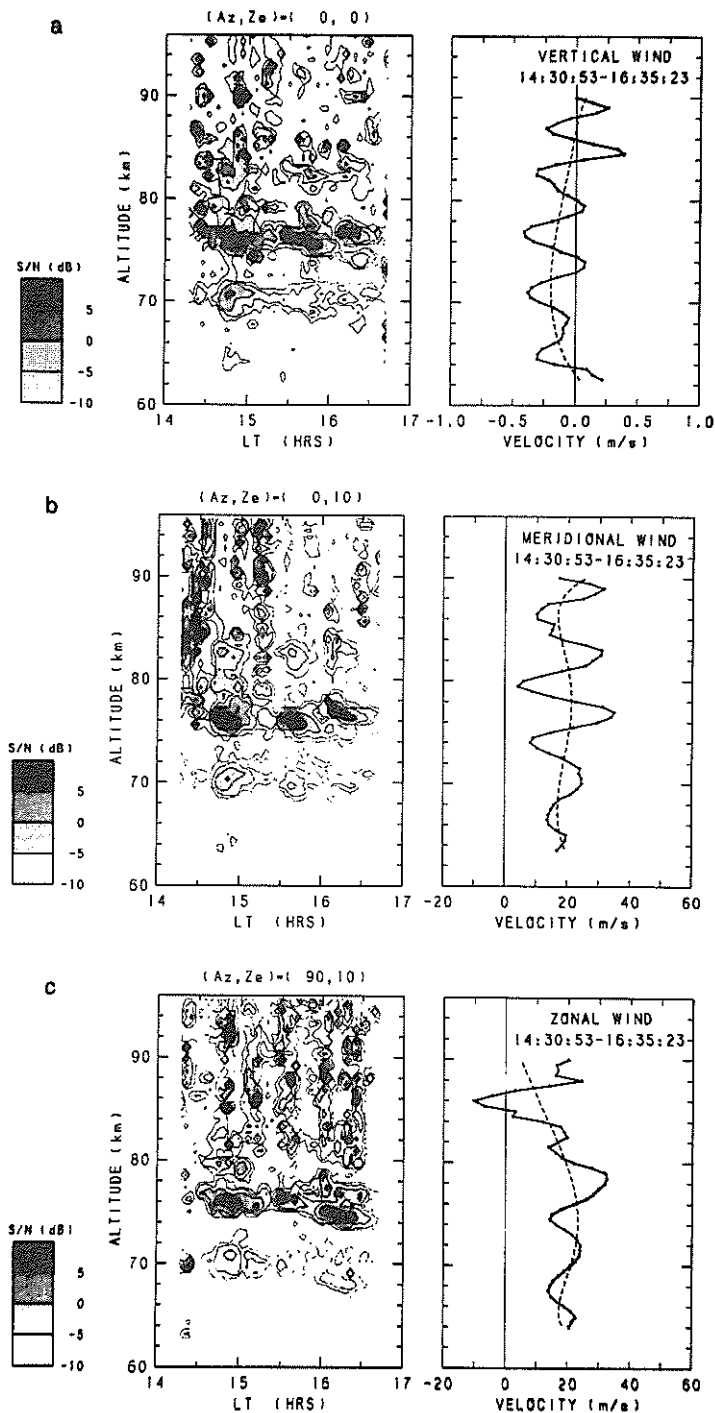 a
(Az,Ze)=( 0, 0)
VERTICAL WIND
14:30:53-16:35:23
ALTITUDE (km)
90
80
70
60
S/N (dB)
5
0
-5
-10
14 15 16 17
LT (HRS)
-1.0 -0.5 0.0 0.5 1.0
VELOCITY (m/s)
b
(Az,Ze)=( 0,10)
MERIDIONAL WIND
14:30:53-16:35:23
ALTITUDE (km)
90
80
70
60
S/N (dB)
5
0
-5
-10
14 15 16 17
LT (HRS)
-20 0 20 40 60
VELOCITY (m/s)
c
(Az,Ze)=( 90,10)
ZONAL WIND
14:30:53-16:35:23
ALTITUDE (km)
90
80
70
60
S/N (dB)
5
0
-5
-10
14 15 16 17
LT (HRS)
-20 0 20 40 60
VELOCITY (m/s)